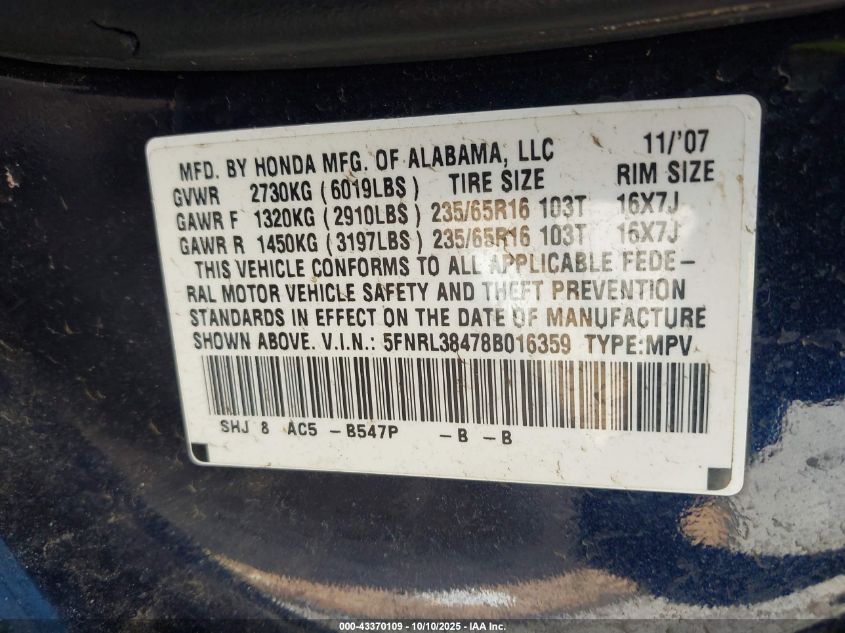 MFD. BY HONDA MFG. OF ALABAMA, LLC 11/'07
GVWR 2730KG (6019LBS) TIRE SIZE RIM SIZE
GAWR F 1320KG (2910LBS) 235/65R16 103T 16X7J
GAWR R 1450KG (3197LBS) 235/65R16 103T 16X7J
THIS VEHICLE CONFORMS TO ALL APPLICABLE FEDE-
RAL MOTOR VEHICLE SAFETY AND THEFT PREVENTION
STANDARDS IN EFFECT ON THE DATE OF MANUFACTURE
SHOWN ABOVE. V.I.N.: 5FNRL38478B016359 TYPE:MPV
SHJ 8 AC5 -B547P -B -B
000-43370109 - 10/10/2025 - IAA Inc.